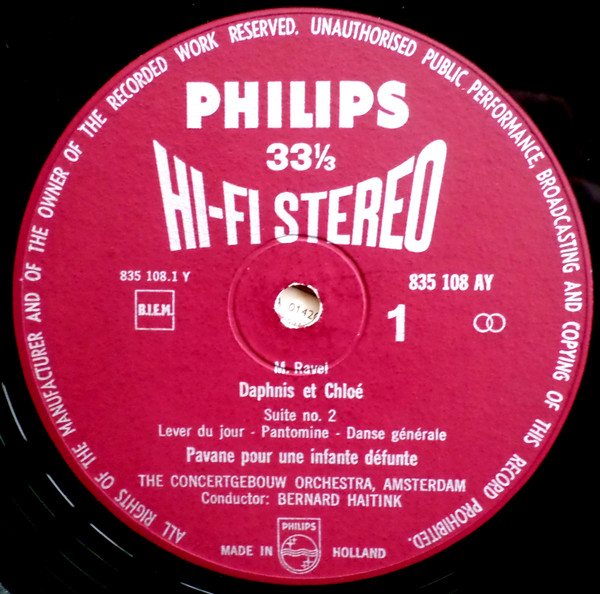 ALL RIGHTS OF THE MANUFACTURER AND OF THE OWNER OF THE RECORDED WORK RESERVED. UNAUTHORISED PUBLIC PERFORMANCE, BROADCASTING AND COPYING OF THIS RECORD PROHIBITED.
PHILIPS
33⅓
HI-FI STEREO
835 108.1 Y
835 108 AY
B.I.E.M.
1
01420
M. Ravel
Daphnis et Chloé
Suite no. 2
Lever du jour - Pantomine - Danse générale
Pavane pour une infante défunte
THE CONCERTGEBOUW ORCHESTRA, AMSTERDAM
Conductor: BERNARD HAITINK
PHILIPS
MADE IN HOLLAND